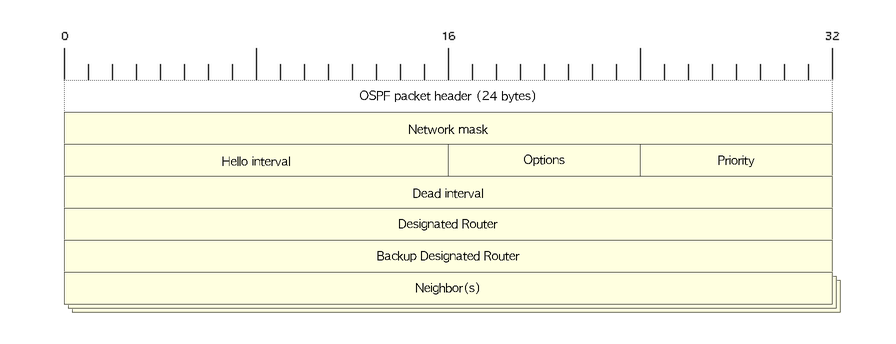 0 16 32
OSPF packet header (24 bytes)
Network mask
Hello interval Options Priority
Dead interval
Designated Router
Backup Designated Router
Neighbor(s)